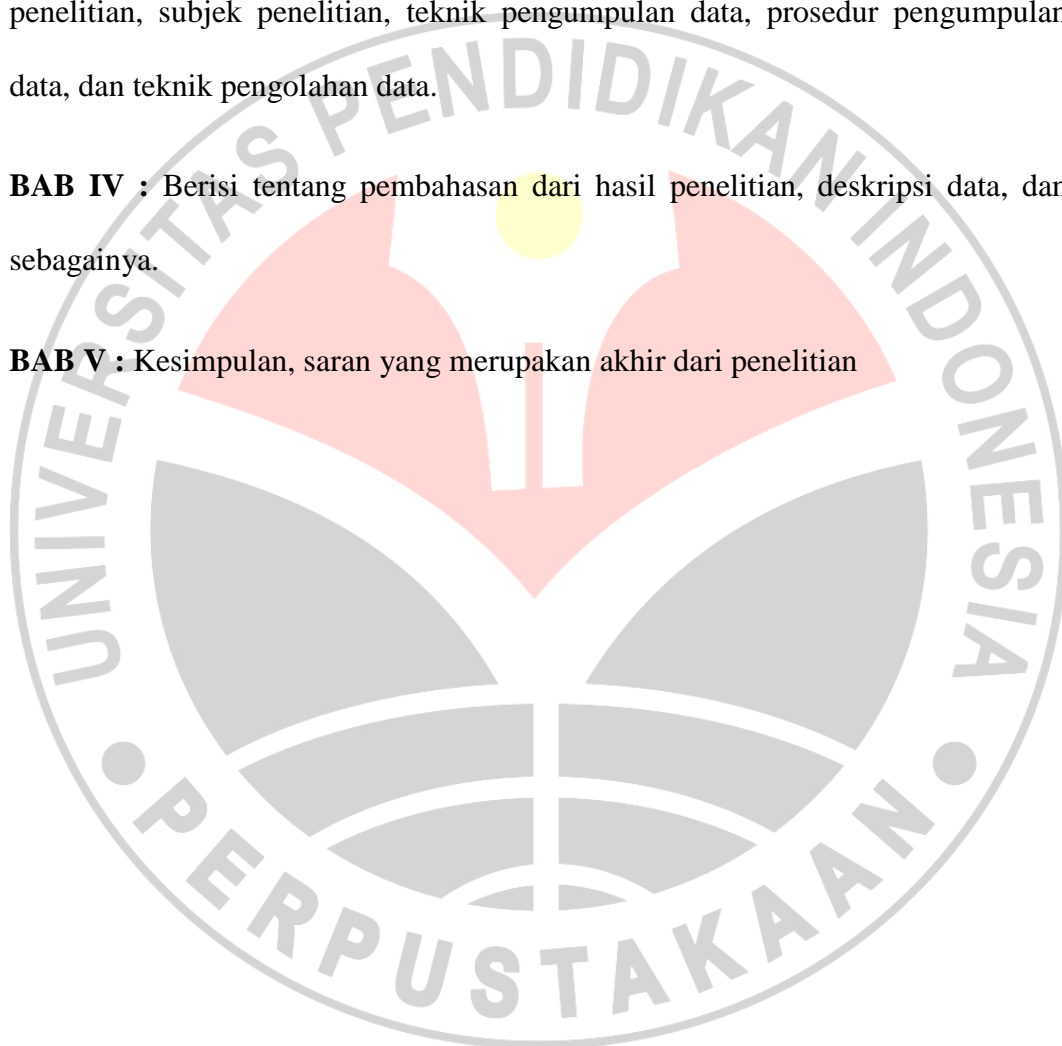 penelitian, subjek penelitian, teknik pengumpulan data, prosedur pengumpulan
data, dan teknik pengolahan data.
BAB IV : Berisi tentang pembahasan dari hasil penelitian, deskripsi data, dan
sebagainya.
BAB V : Kesimpulan, saran yang merupakan akhir dari penelitian
UNIVERSITAS PENDIDIKAN INDONESIA
PERPUSTAKAAN